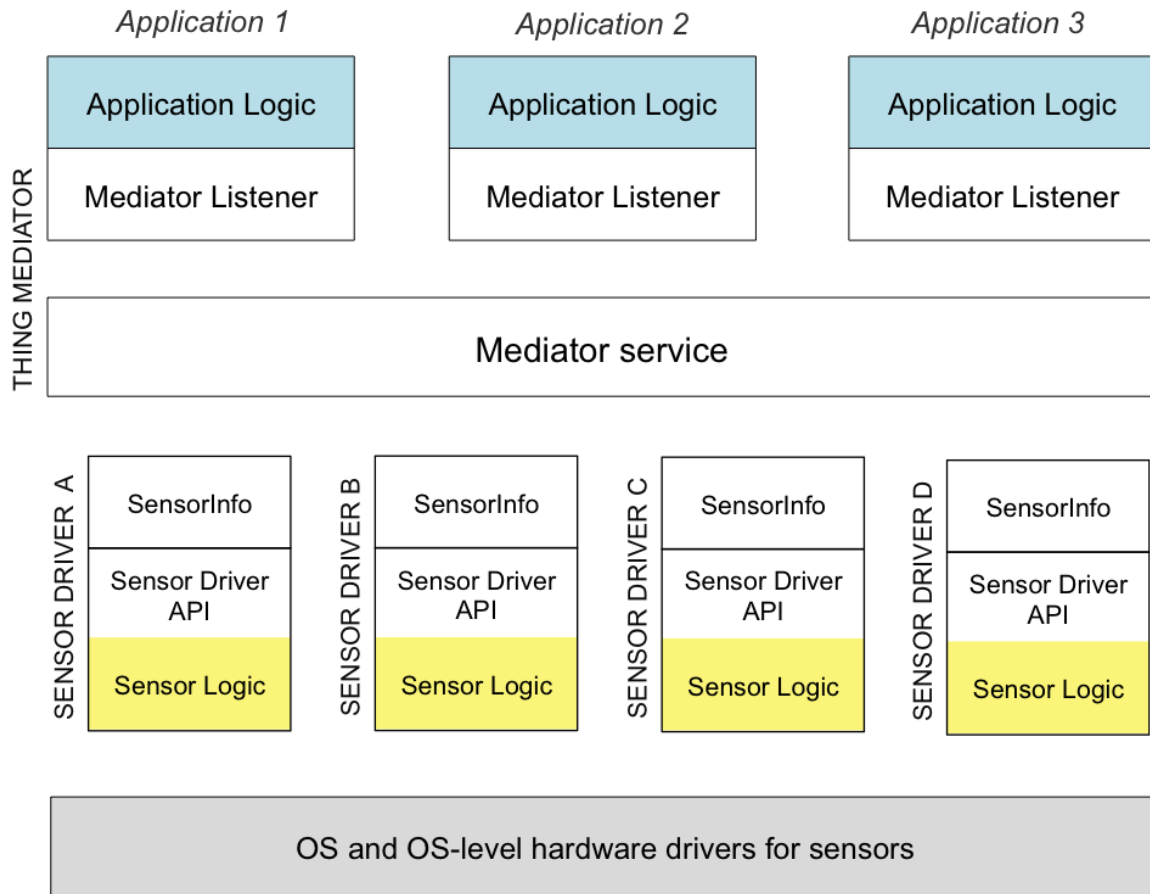 Application 1
Application 2
Application 3
Application Logic
Application Logic
Application Logic
Mediator Listener
Mediator Listener
Mediator Listener
THING MEDIATOR
Mediator service
SENSOR DRIVER A
SensorInfo
Sensor Driver
API
Sensor Logic
SENSOR DRIVER B
SensorInfo
Sensor Driver
API
Sensor Logic
SENSOR DRIVER C
SensorInfo
Sensor Driver
API
Sensor Logic
SENSOR DRIVER D
SensorInfo
Sensor Driver
API
Sensor Logic
OS and OS-level hardware drivers for sensors